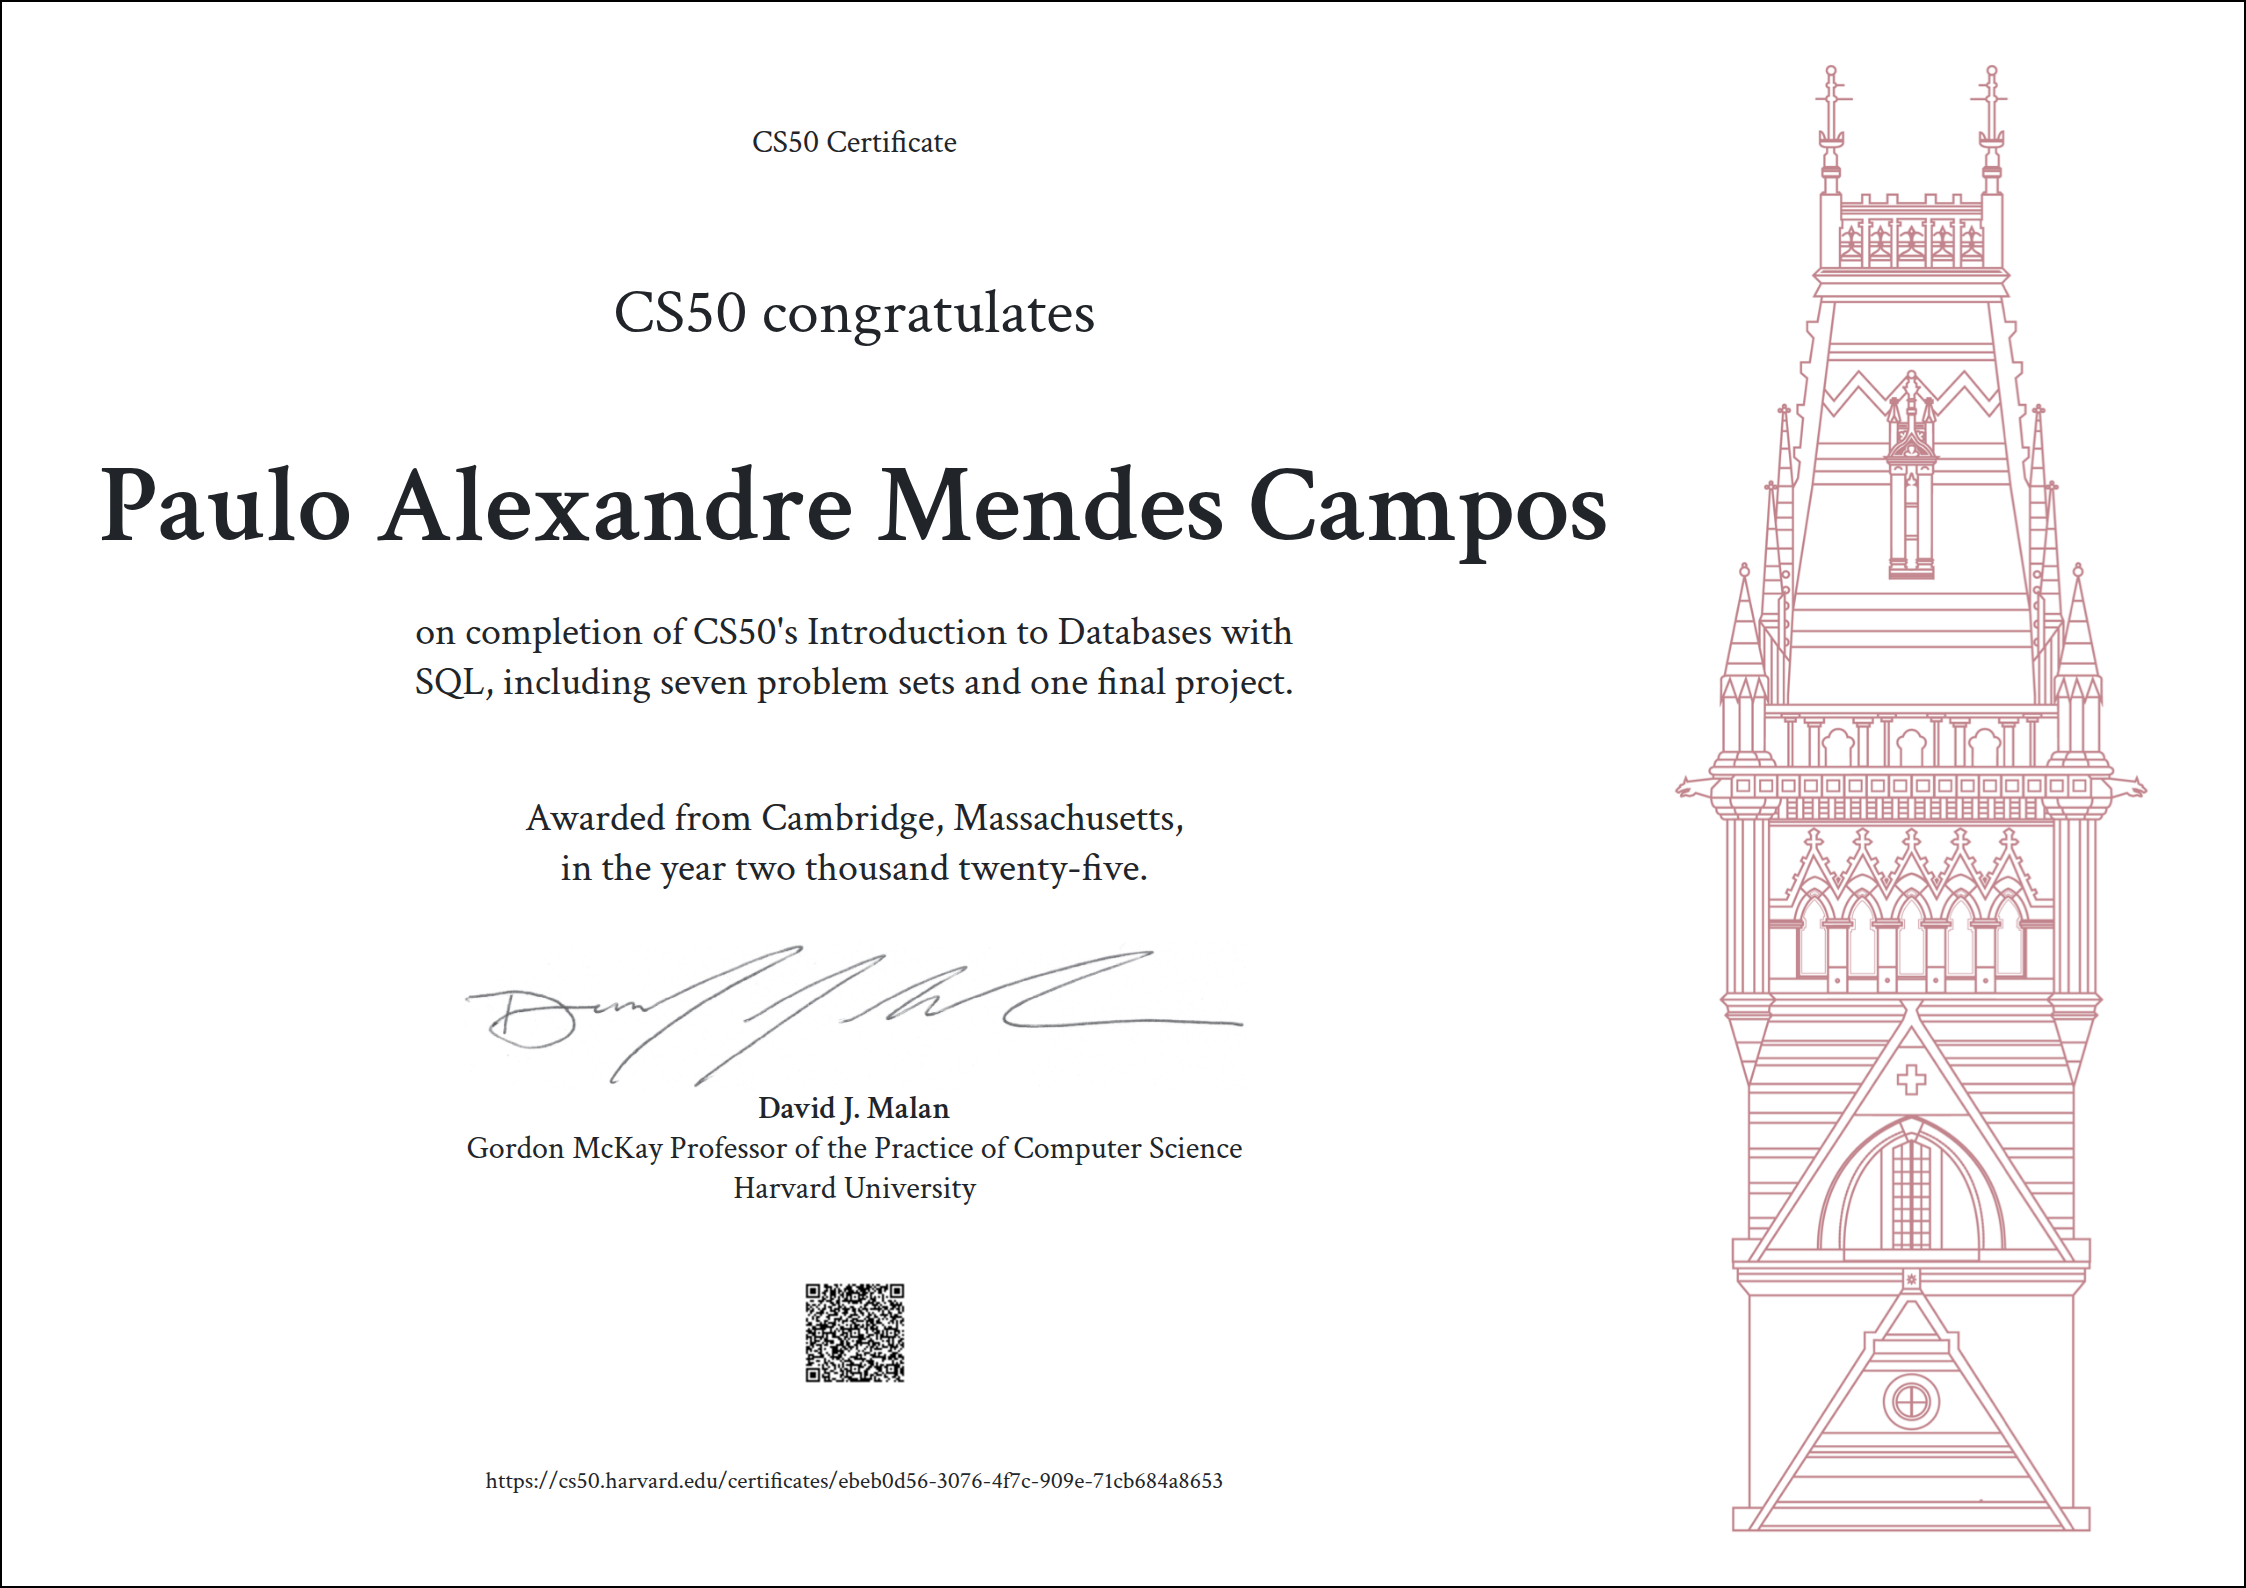 CS50 Certificate
CS50 congratulates
Paulo Alexandre Mendes Campos
on completion of CS50's Introduction to Databases with
SQL, including seven problem sets and one final project.
Awarded from Cambridge, Massachusetts,
in the year two thousand twenty-five.
David J. Malan
Gordon McKay Professor of the Practice of Computer Science
Harvard University
https://cs50.harvard.edu/certificates/ebeb0d56-3076-4f7c-909e-71cb684a8653